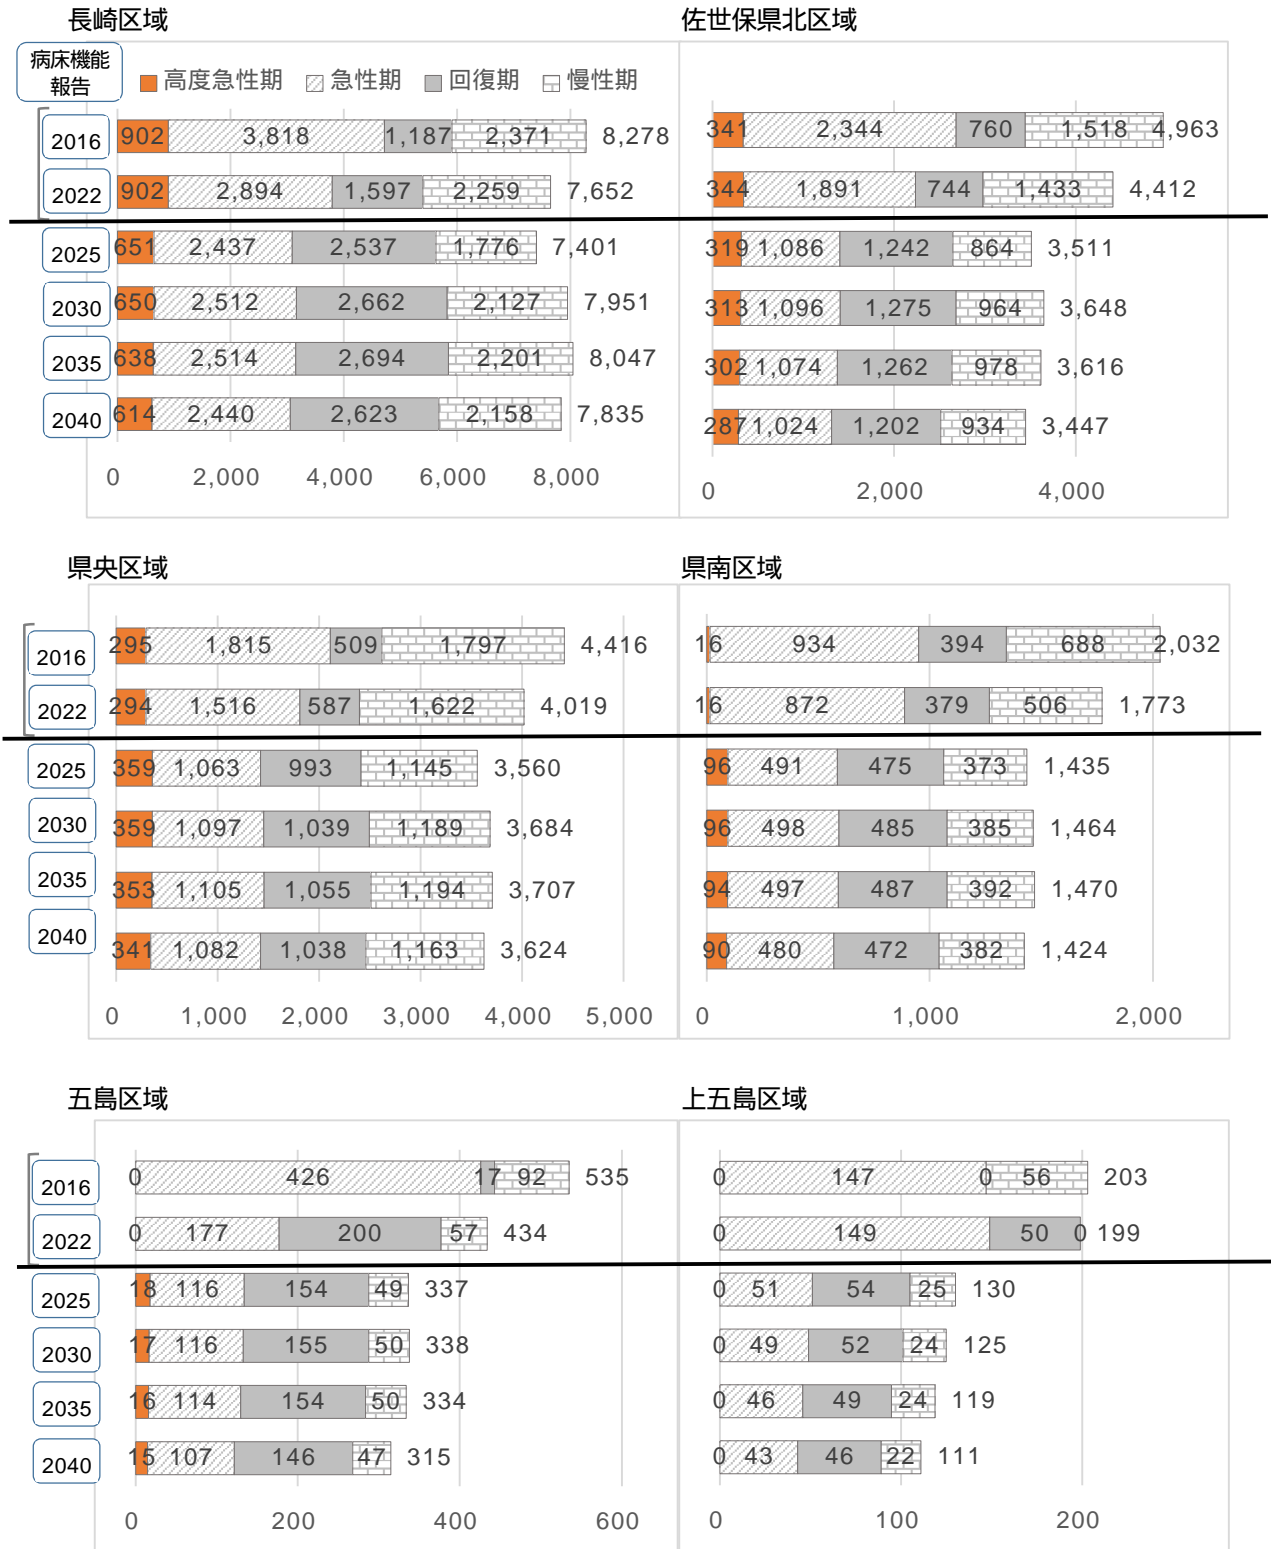 長崎区域
病床機能
報告
高度急性期 急性期 回復期 慢性期
2016 902 3,818 1,187 2,371 8,278
2022 902 2,894 1,597 2,259 7,652
2025 651 2,437 2,537 1,776 7,401
2030 650 2,512 2,662 2,127 7,951
2035 638 2,514 2,694 2,201 8,047
2040 614 2,440 2,623 2,158 7,835
0 2,000 4,000 6,000 8,000
佐世保県北区域
341 2,344 760 1,518 4,963
344 1,891 744 1,433 4,412
319 1,086 1,242 864 3,511
313 1,096 1,275 964 3,648
302 1,074 1,262 978 3,616
287 1,024 1,202 934 3,447
0 2,000 4,000
県央区域
2016 295 1,815 509 1,797 4,416
2022 294 1,516 587 1,622 4,019
2025 359 1,063 993 1,145 3,560
2030 359 1,097 1,039 1,189 3,684
2035 353 1,105 1,055 1,194 3,707
2040 341 1,082 1,038 1,163 3,624
0 1,000 2,000 3,000 4,000 5,000
県南区域
16 934 394 688 2,032
16 872 379 506 1,773
96 491 475 373 1,435
96 498 485 385 1,464
94 497 487 392 1,470
90 480 472 382 1,424
0 1,000 2,000
五島区域
2016 0 426 17 92 535
2022 0 177 200 57 434
2025 18 116 154 49 337
2030 17 116 155 50 338
2035 16 114 154 50 334
2040 15 107 146 47 315
0 200 400 600
上五島区域
0 147 0 56 203
0 149 50 0 199
0 51 54 25 130
0 49 52 24 125
0 46 49 24 119
0 43 46 22 111
0 100 200